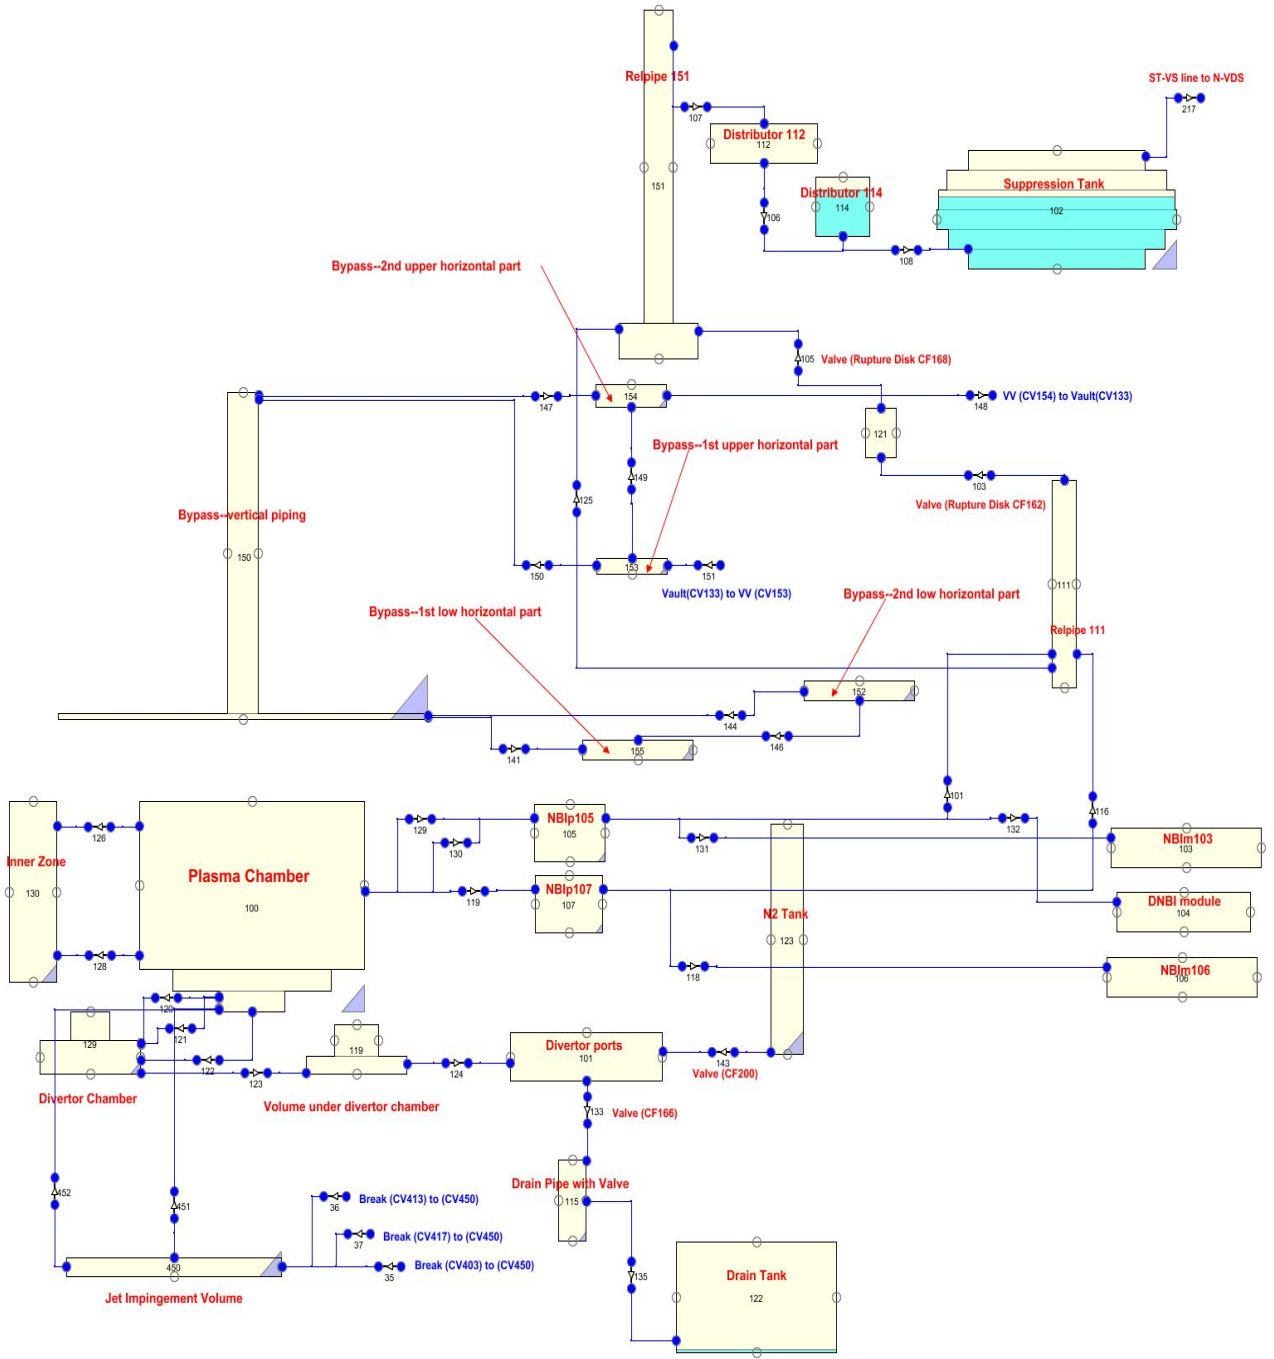 Relpipe 151
ST-VS line to N-VDS
217
107
Distributor 112
112
151
Suppression Tank
Distributor 114
114
102
106
108
Bypass--2nd upper horizontal part
105
Valve (Rupture Disk CF168)
154
147
148
VV (CV154) to Vault(CV133)
121
Bypass--1st upper horizontal part
149
103
125
Valve (Rupture Disk CF162)
Bypass--vertical piping
150
153
150
151
111
Vault(CV133) to VV (CV153)
Bypass--2nd low horizontal part
Bypass--1st low horizontal part
Relpipe 111
152
144
146
155
141
101
116
126
129
NBIp105
105
132
130
131
NBIm103
103
Inner Zone
130
Plasma Chamber
100
119
NBIp107
107
N2 Tank
123
DNBI module
104
128
118
NBIm106
106
120
121
129
119
Divertor ports
101
122
123
124
143
Valve (CF200)
Divertor Chamber
Volume under divertor chamber
133
Valve (CF166)
Drain Pipe with Valve
115
452
451
36
Break (CV413) to (CV450)
37
Break (CV417) to (CV450)
450
35
Break (CV403) to (CV450)
135
Drain Tank
122
Jet Impingement Volume